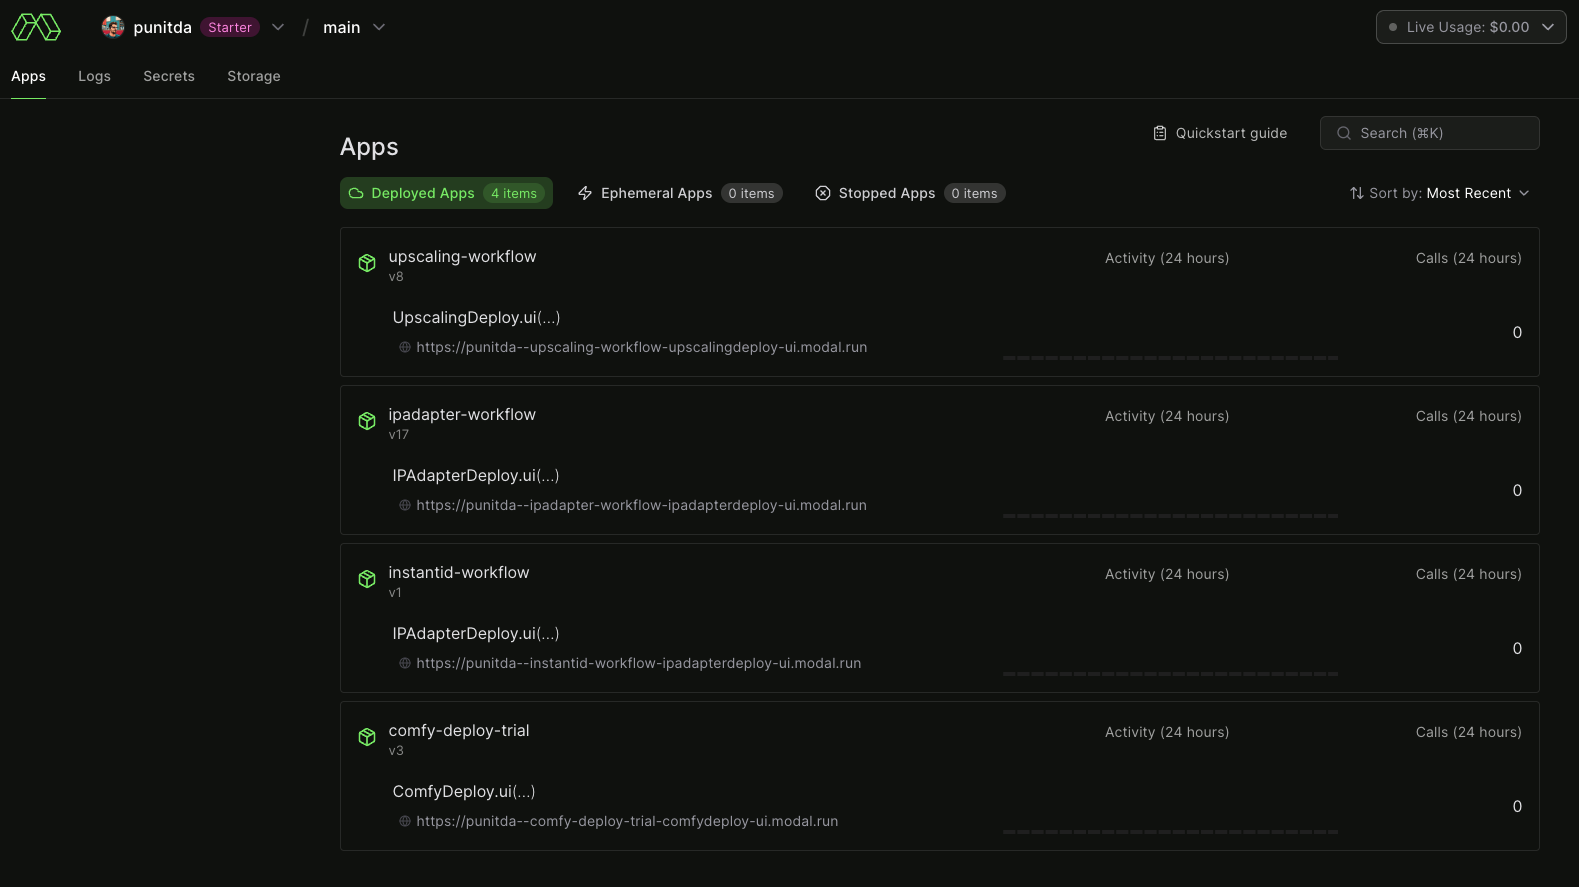 punitda Starter / main Live Usage: $0.00
Apps Logs Secrets Storage
Apps Quickstart guide Search (⌘K)
Deployed Apps 4 items Ephemeral Apps 0 items Stopped Apps 0 items Sort by: Most Recent
upscaling-workflow Activity (24 hours) Calls (24 hours)
v8
UpscalingDeploy.ui(...)
0
https://punitda--upscaling-workflow-upscalingdeploy-ui.modal.run
ipadapter-workflow Activity (24 hours) Calls (24 hours)
v17
IPAdapterDeploy.ui(...)
0
https://punitda--ipadapter-workflow-ipadapterdeploy-ui.modal.run
instantid-workflow Activity (24 hours) Calls (24 hours)
v1
IPAdapterDeploy.ui(...)
0
https://punitda--instantid-workflow-ipadapterdeploy-ui.modal.run
comfy-deploy-trial Activity (24 hours) Calls (24 hours)
v3
ComfyDeploy.ui(...)
0
https://punitda--comfy-deploy-trial-comfydeploy-ui.modal.run